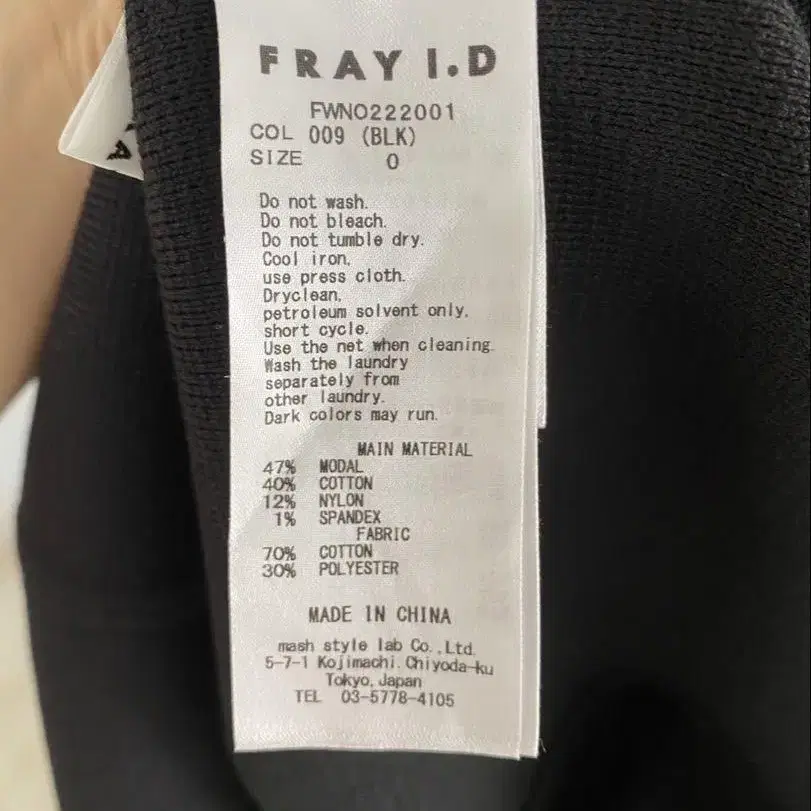 FRAY I.D
FWNO222001
COL 009 (BLK)
SIZE 0
Do not wash.
Do not bleach.
Do not tumble dry.
Cool iron,
use press cloth.
Dryclean,
petroleum solvent only,
short cycle.
Use the net when cleaning.
Wash the laundry
separately from
other laundry.
Dark colors may run.
MAIN MATERIAL
47% MODAL
40% COTTON
12% NYLON
1% SPANDEX
FABRIC
70% COTTON
30% POLYESTER
MADE IN CHINA
mash style lab Co.,Ltd.
5-7-1 Kojimachi.Chiyoda-ku
Tokyo,Japan
TEL 03-5778-4105